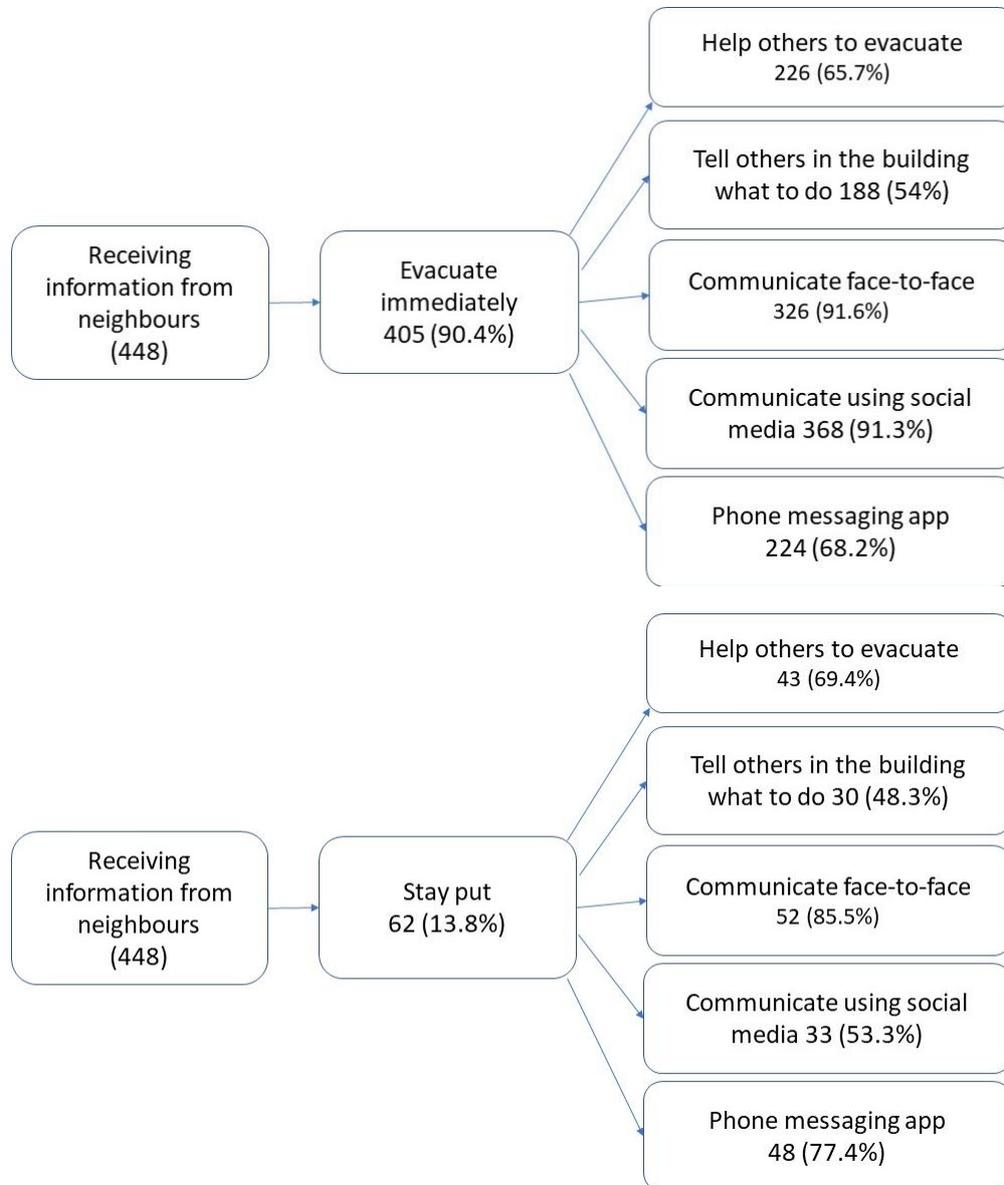 Help others to evacuate
226 (65.7%)
Tell others in the building
what to do 188 (54%)
Receiving
information from
neighbours
(448)
Evacuate
immediately
405 (90.4%)
Communicate face-to-face
326 (91.6%)
Communicate using social
media 368 (91.3%)
Phone messaging app
224 (68.2%)
Help others to evacuate
43 (69.4%)
Tell others in the building
what to do 30 (48.3%)
Receiving
information from
neighbours
(448)
Stay put
62 (13.8%)
Communicate face-to-face
52 (85.5%)
Communicate using social
media 33 (53.3%)
Phone messaging app
48 (77.4%)